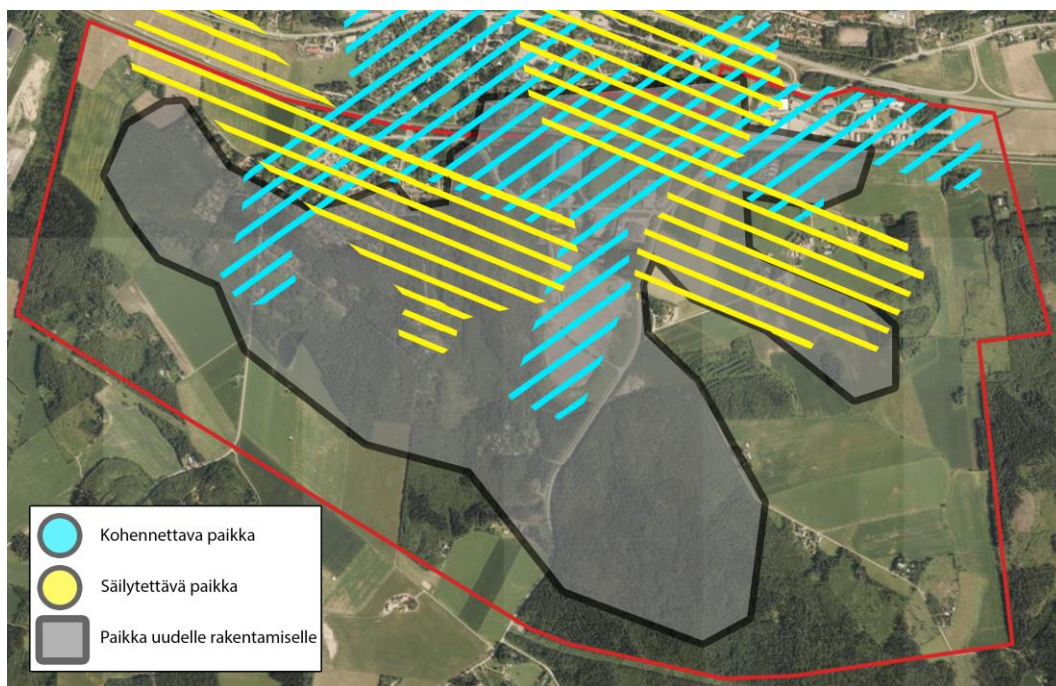 Kohennettava paikka
Säilytettävä paikka
Paikka uudelle rakentamiselle